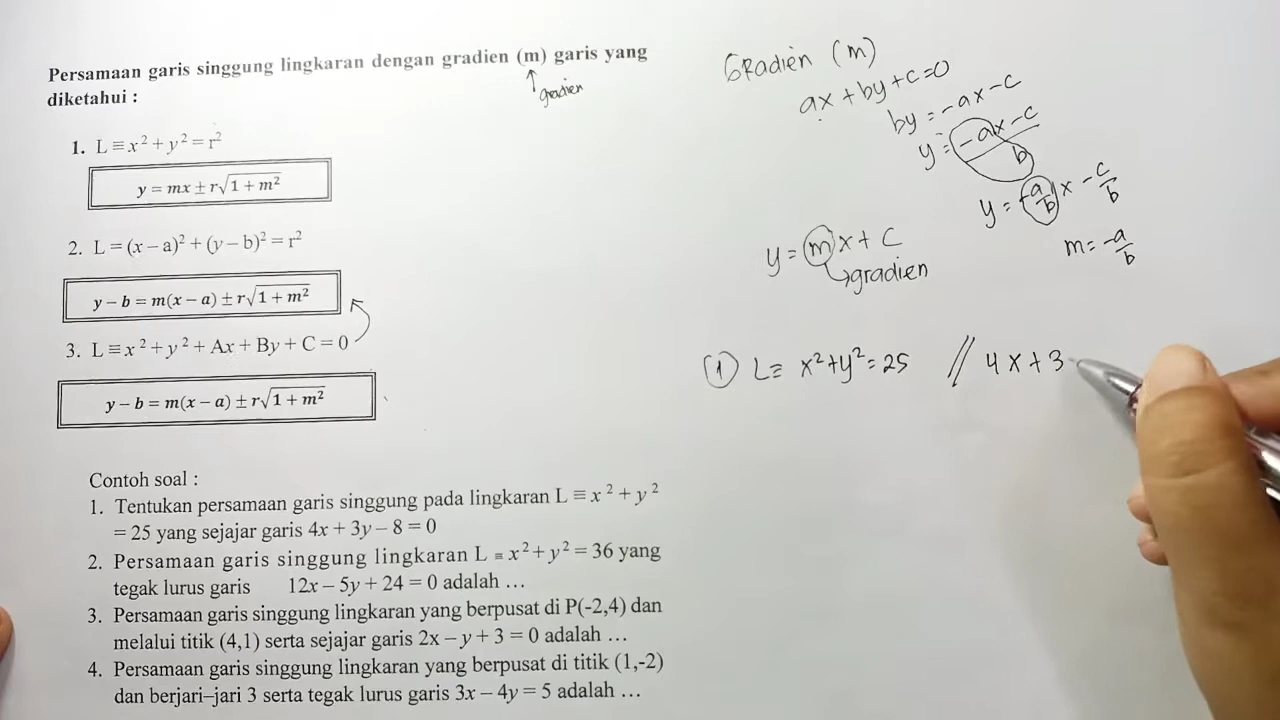 Persamaan garis singgung lingkaran dengan gradien (m) garis yang
diketahui :
gradien
1. L ≡ x² + y² = r²
y = mx ± r√1 + m²
2. L = (x – a)² + (y – b)² = r²
y – b = m(x – a) ± r√1 + m²
3. L ≡ x² + y² + Ax + By + C = 0
y – b = m(x – a) ± r√1 + m²
Contoh soal :
1. Tentukan persamaan garis singgung pada lingkaran L ≡ x² + y²
= 25 yang sejajar garis 4x + 3y – 8 = 0
2. Persamaan garis singgung lingkaran L ≡ x² + y² = 36 yang
tegak lurus garis 12x – 5y + 24 = 0 adalah …
3. Persamaan garis singgung lingkaran yang berpusat di P(-2,4) dan
melalui titik (4,1) serta sejajar garis 2x – y + 3 = 0 adalah …
4. Persamaan garis singgung lingkaran yang berpusat di titik (1,-2)
dan berjari–jari 3 serta tegak lurus garis 3x – 4y = 5 adalah …
GRadien (m)
ax + by + c = 0
by = -ax - c
y = -ax - c / b
y = -a/b x - c/b
m = -a/b
y = mx + c
gradien
(1) L ≡ x² + y² = 25 // 4x + 3